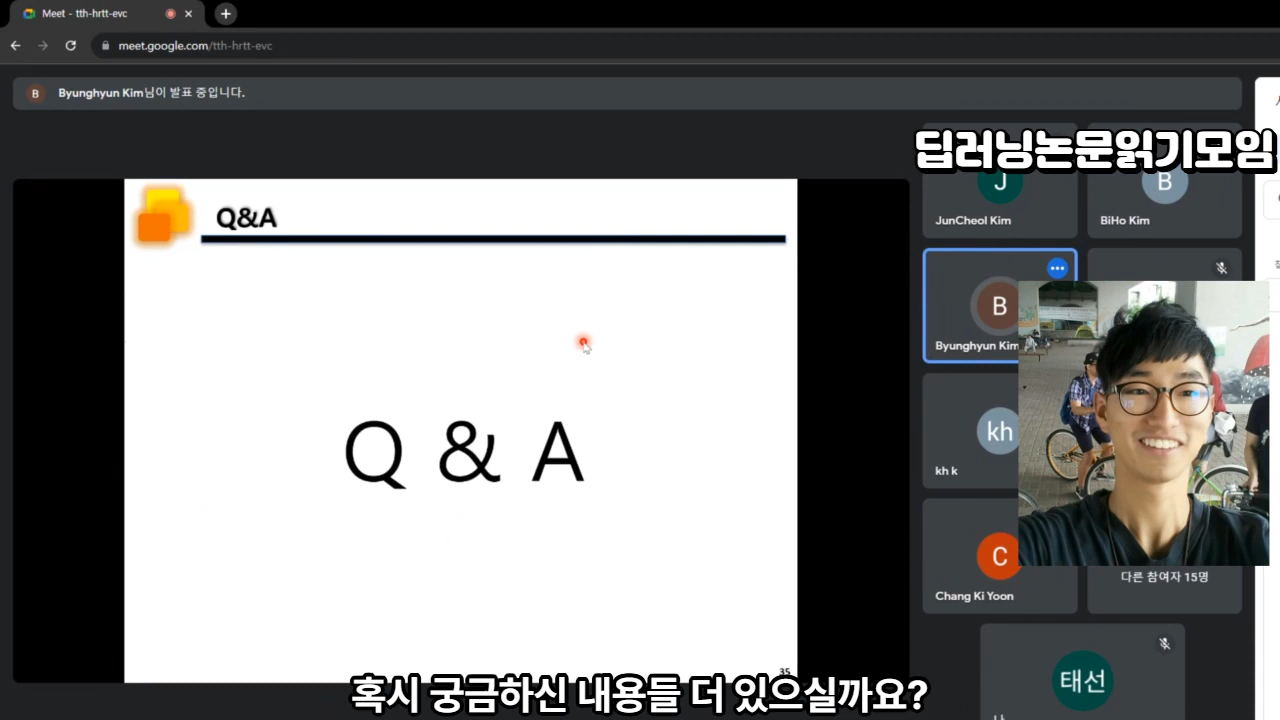 Meet - tth-hrtt-evc
meet.google.com/tth-hrtt-evc
B Byunghyun Kim님이 발표 중입니다.
딥러닝논문읽기모임
J
JunCheol Kim
B
BiHo Kim
Q&A
Q & A
35
B
Byunghyun Kim
kh
kh k
C
Chang Ki Yoon
다른 참여자 15명
태선
혹시 궁금하신 내용들 더 있으실까요?